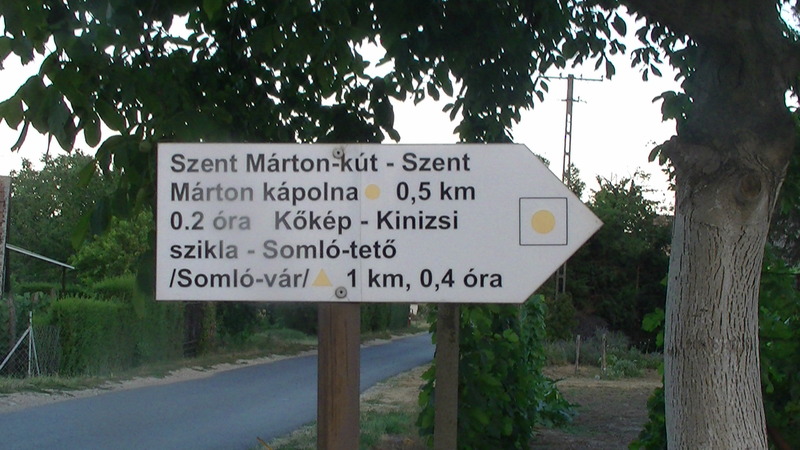 Szent Márton-kút - Szent
Márton kápolna 0,5 km
0.2 óra Kőkép - Kinizsi
szikla - Somló-tető
/Somló-vár/ 1 km, 0,4 óra